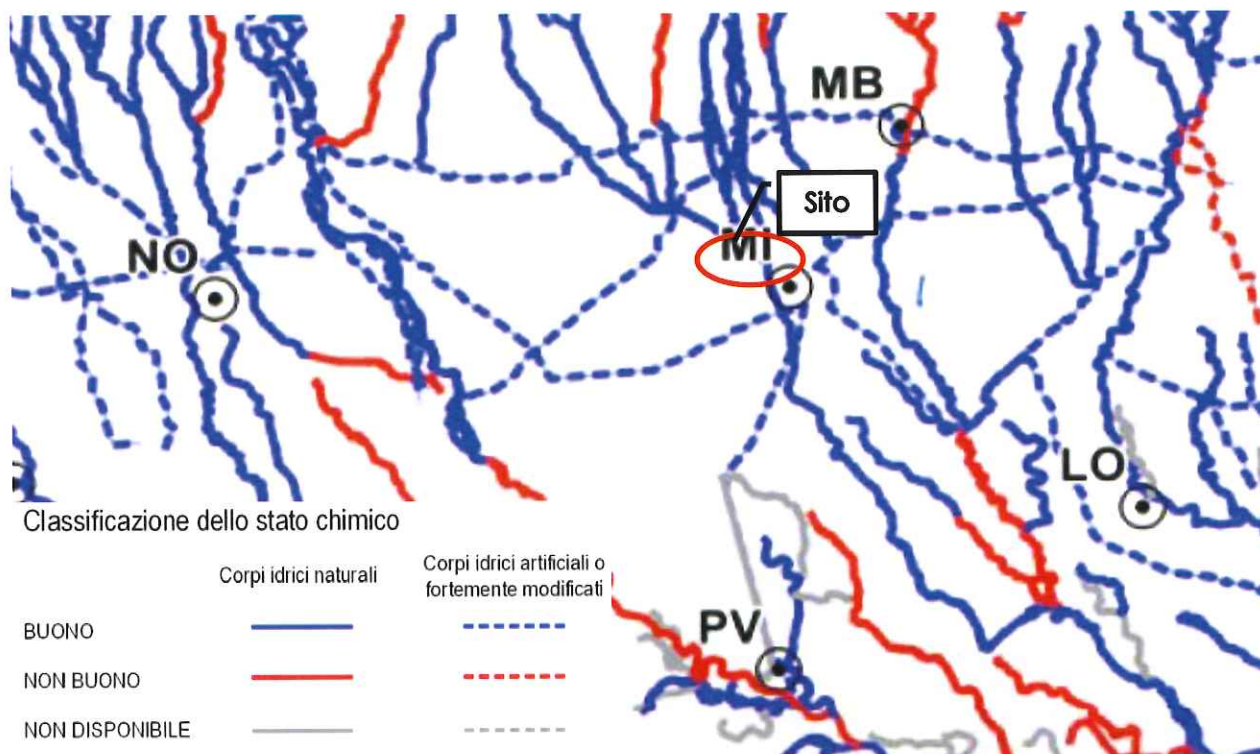 MB
Sito
MI
NO
LO
PV
Classificazione dello stato chimico
Corpi idrici naturali
Corpi idrici artificiali o
fortemente modificati
BUONO
NON BUONO
NON DISPONIBILE